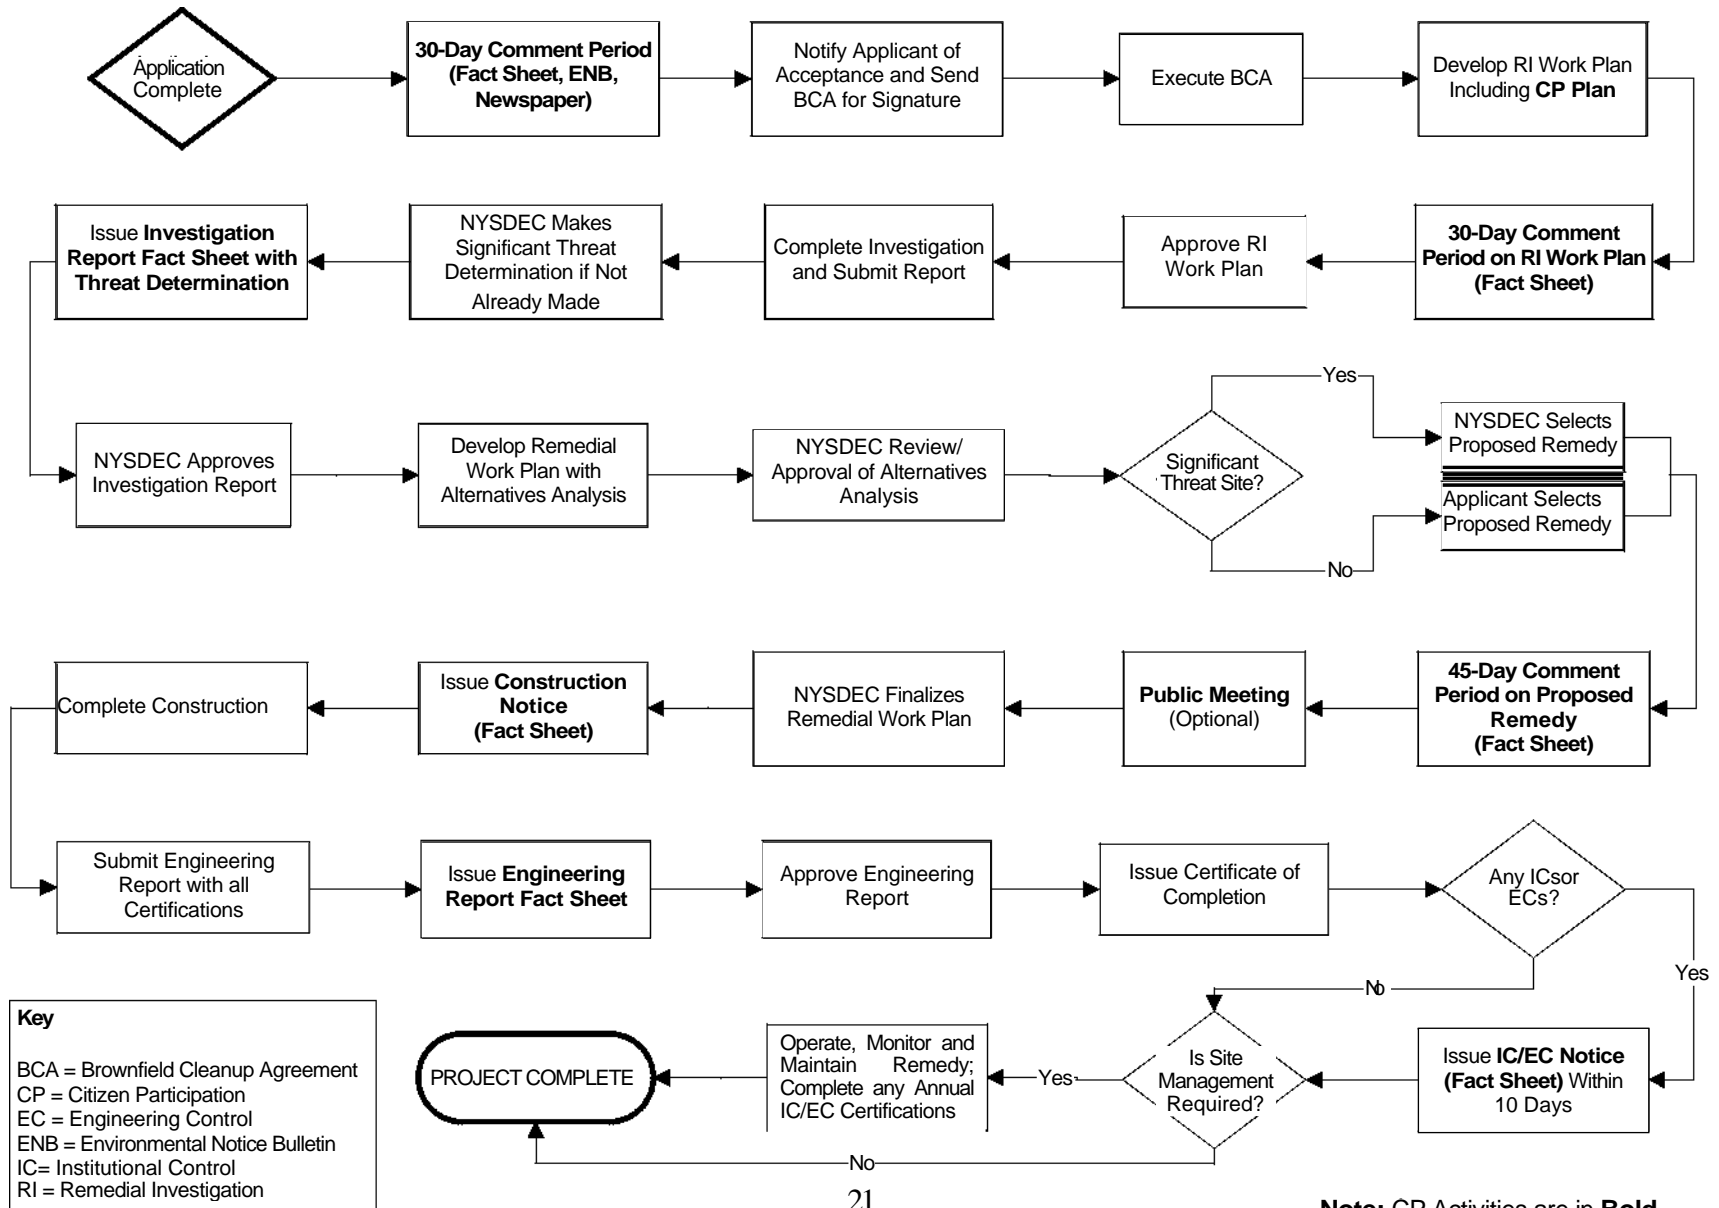 Application
Complete
30-Day Comment Period
(Fact Sheet, ENB,
Newspaper)
Notify Applicant of
Acceptance and Send
BCA for Signature
Execute BCA
Develop RI Work Plan
Including CP Plan
Issue Investigation
Report Fact Sheet with
Threat Determination
NYSDEC Makes
Significant Threat
Determination if Not
Already Made
Complete Investigation
and Submit Report
Approve RI
Work Plan
30-Day Comment
Period on RI Work Plan
(Fact Sheet)
NYSDEC Approves
Investigation Report
Develop Remedial
Work Plan with
Alternatives Analysis
NYSDEC Review/
Approval of Alternatives
Analysis
Significant
Threat Site?
Yes
No
NYSDEC Selects
Proposed Remedy
Applicant Selects
Proposed Remedy
Complete Construction
Issue Construction
Notice
(Fact Sheet)
NYSDEC Finalizes
Remedial Work Plan
Public Meeting
(Optional)
45-Day Comment
Period on Proposed
Remedy
(Fact Sheet)
Submit Engineering
Report with all
Certifications
Issue Engineering
Report Fact Sheet
Approve Engineering
Report
Issue Certificate of
Completion
Any ICsor
ECs?
Yes
No
Key
BCA = Brownfield Cleanup Agreement
CP = Citizen Participation
EC = Engineering Control
ENB = Environmental Notice Bulletin
IC= Institutional Control
RI = Remedial Investigation
PROJECT COMPLETE
Operate, Monitor and
Maintain Remedy;
Complete any Annual
IC/EC Certifications
Yes
Is Site
Management
Required?
Issue IC/EC Notice
(Fact Sheet) Within
10 Days
No
21
Note: CP Activities are in Bold